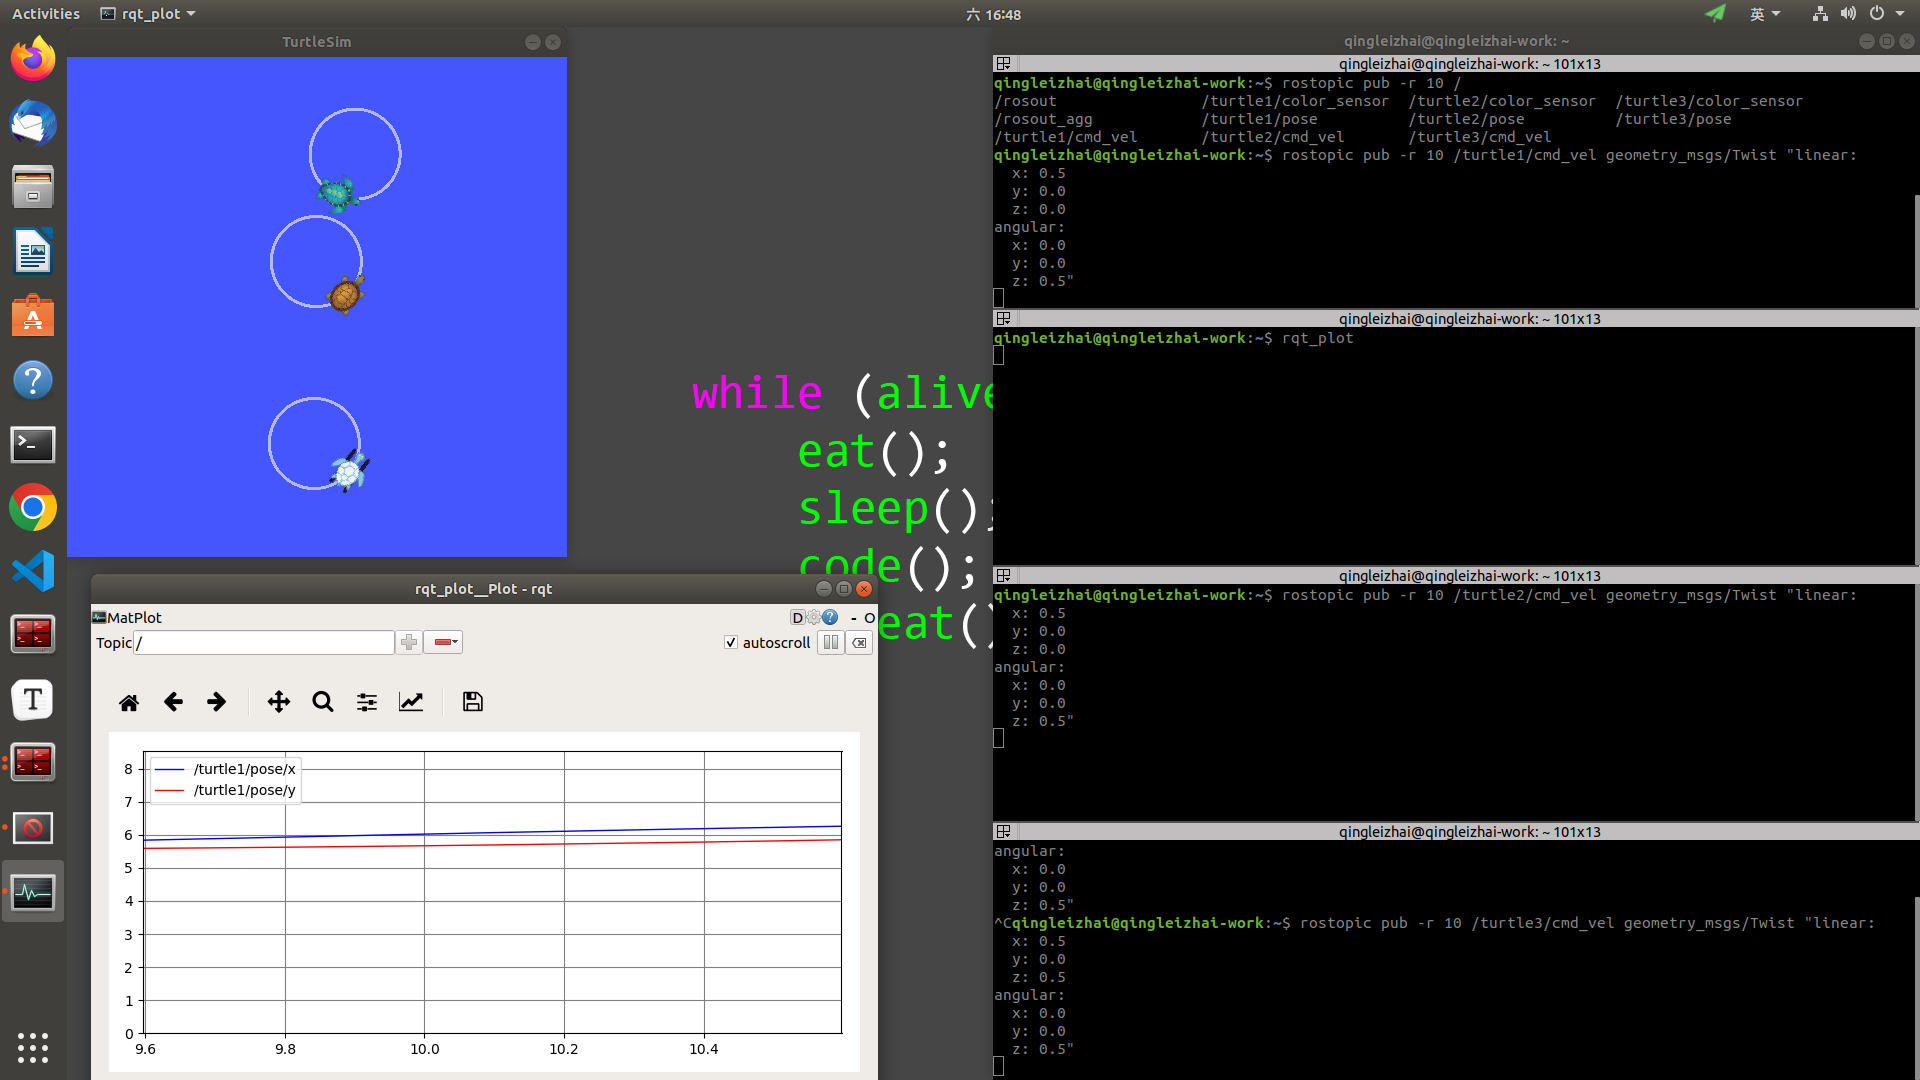 Activities rqt_plot 六 16:48 英
TurtleSim
while (alive
eat();
sleep();
code();
eat()
rqt_plot__Plot - rqt
MatPlot D - O
Topic / autoscroll
/turtle1/pose/x
/turtle1/pose/y
8
7
6
5
4
3
2
1
0
9.6 9.8 10.0 10.2 10.4
qingleizhai@qingleizhai-work: ~
qingleizhai@qingleizhai-work: ~ 101x13
qingleizhai@qingleizhai-work:~$ rostopic pub -r 10 /
/rosout /turtle1/color_sensor /turtle2/color_sensor /turtle3/color_sensor
/rosout_agg /turtle1/pose /turtle2/pose /turtle3/pose
/turtle1/cmd_vel /turtle2/cmd_vel /turtle3/cmd_vel
qingleizhai@qingleizhai-work:~$ rostopic pub -r 10 /turtle1/cmd_vel geometry_msgs/Twist "linear:
x: 0.5
y: 0.0
z: 0.0
angular:
x: 0.0
y: 0.0
z: 0.5"
qingleizhai@qingleizhai-work: ~ 101x13
qingleizhai@qingleizhai-work:~$ rqt_plot
qingleizhai@qingleizhai-work: ~ 101x13
qingleizhai@qingleizhai-work:~$ rostopic pub -r 10 /turtle2/cmd_vel geometry_msgs/Twist "linear:
x: 0.5
y: 0.0
z: 0.0
angular:
x: 0.0
y: 0.0
z: 0.5"
qingleizhai@qingleizhai-work: ~ 101x13
angular:
x: 0.0
y: 0.0
z: 0.5"
^Cqingleizhai@qingleizhai-work:~$ rostopic pub -r 10 /turtle3/cmd_vel geometry_msgs/Twist "linear:
x: 0.5
y: 0.0
z: 0.5
angular:
x: 0.0
y: 0.0
z: 0.5"